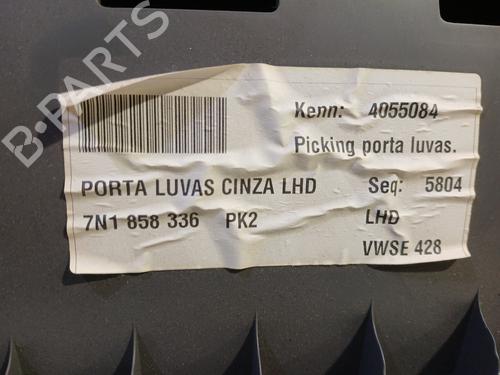 B-PARTS
Kenn: 4055084
Picking porta luvas.
PORTA LUVAS CINZA LHD Seq: 5804
7N1 858 336 PK2 LHD
VWSE 428